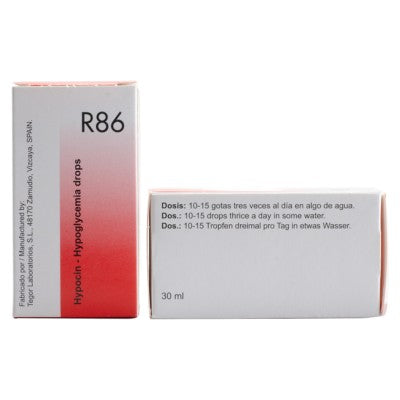 R86
Hypocin - Hypoglycemia drops
Fabricado por / Manufactured by:
Tegor Laboratorios, S.L., 48170 Zamudio, Vizcaya, SPAIN.
Dosis: 10-15 gotas tres veces al día en algo de agua.
Dos.: 10-15 drops thrice a day in some water.
Dos.: 10-15 Tropfen dreimal pro Tag in etwas Wasser.
30 ml